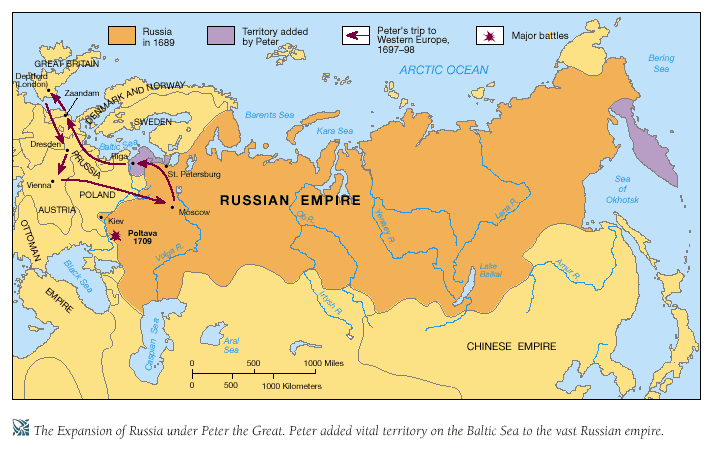 Russia
in 1689
Territory added
by Peter
Peter's trip to
Western Europe,
1697–98
Major battles
GREAT BRITAIN
Deptford
(London)
Zaandam
DENMARK AND NORWAY
SWEDEN
Baltic Sea
Riga
St. Petersburg
Dresden
PRUSSIA
Vienna
POLAND
AUSTRIA
Kiev
Moscow
Poltava
1709
OTTOMAN
EMPIRE
Black Sea
Volga R.
Caspian Sea
Aral
Sea
ARCTIC OCEAN
Barents Sea
Kara Sea
Bering
Sea
Sea
of
Okhotsk
RUSSIAN EMPIRE
Ob R.
Yenisey R.
Lena R.
Irtysh R.
Lake
Baikal
Amur R.
CHINESE EMPIRE
0 500 1000 Miles
0 500 1000 Kilometers
The Expansion of Russia under Peter the Great. Peter added vital territory on the Baltic Sea to the vast Russian empire.